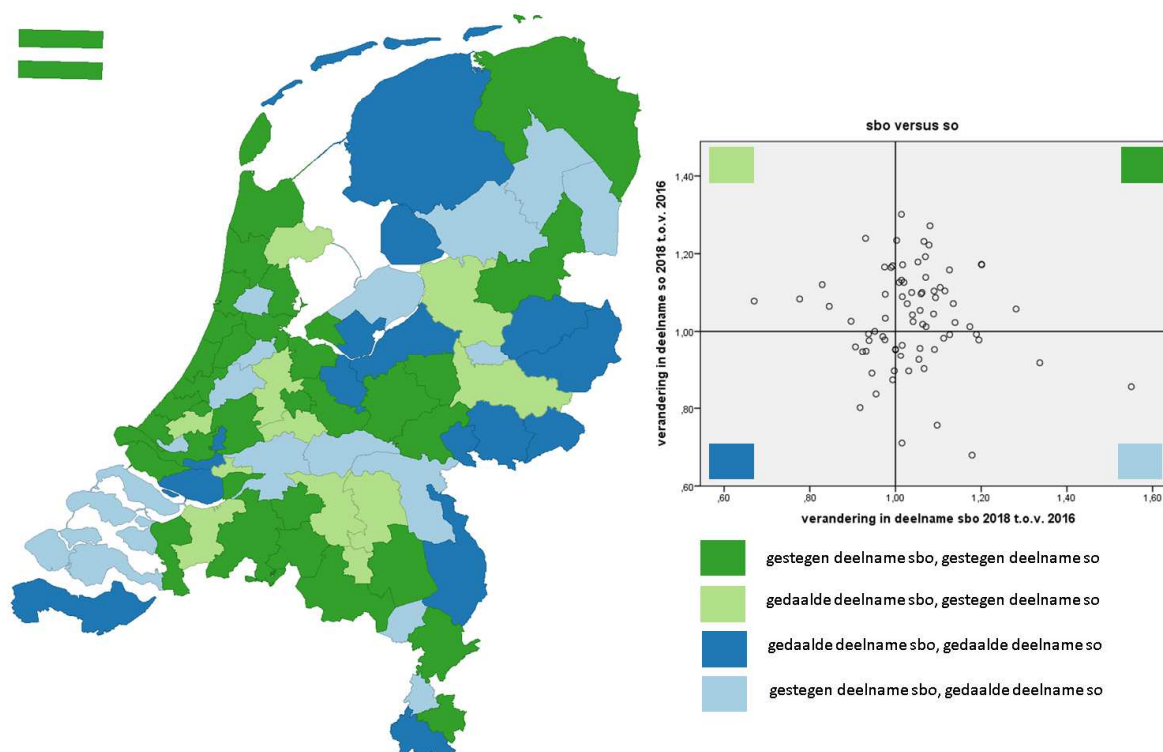 sbo versus so
verandering in deelname so 2018 t.o.v. 2016
1,40
1,20
1,00
,80
,60
,60 ,80 1,00 1,20 1,40 1,60
verandering in deelname sbo 2018 t.o.v. 2016
gestegen deelname sbo, gestegen deelname so
gedaalde deelname sbo, gestegen deelname so
gedaalde deelname sbo, gedaalde deelname so
gestegen deelname sbo, gedaalde deelname so